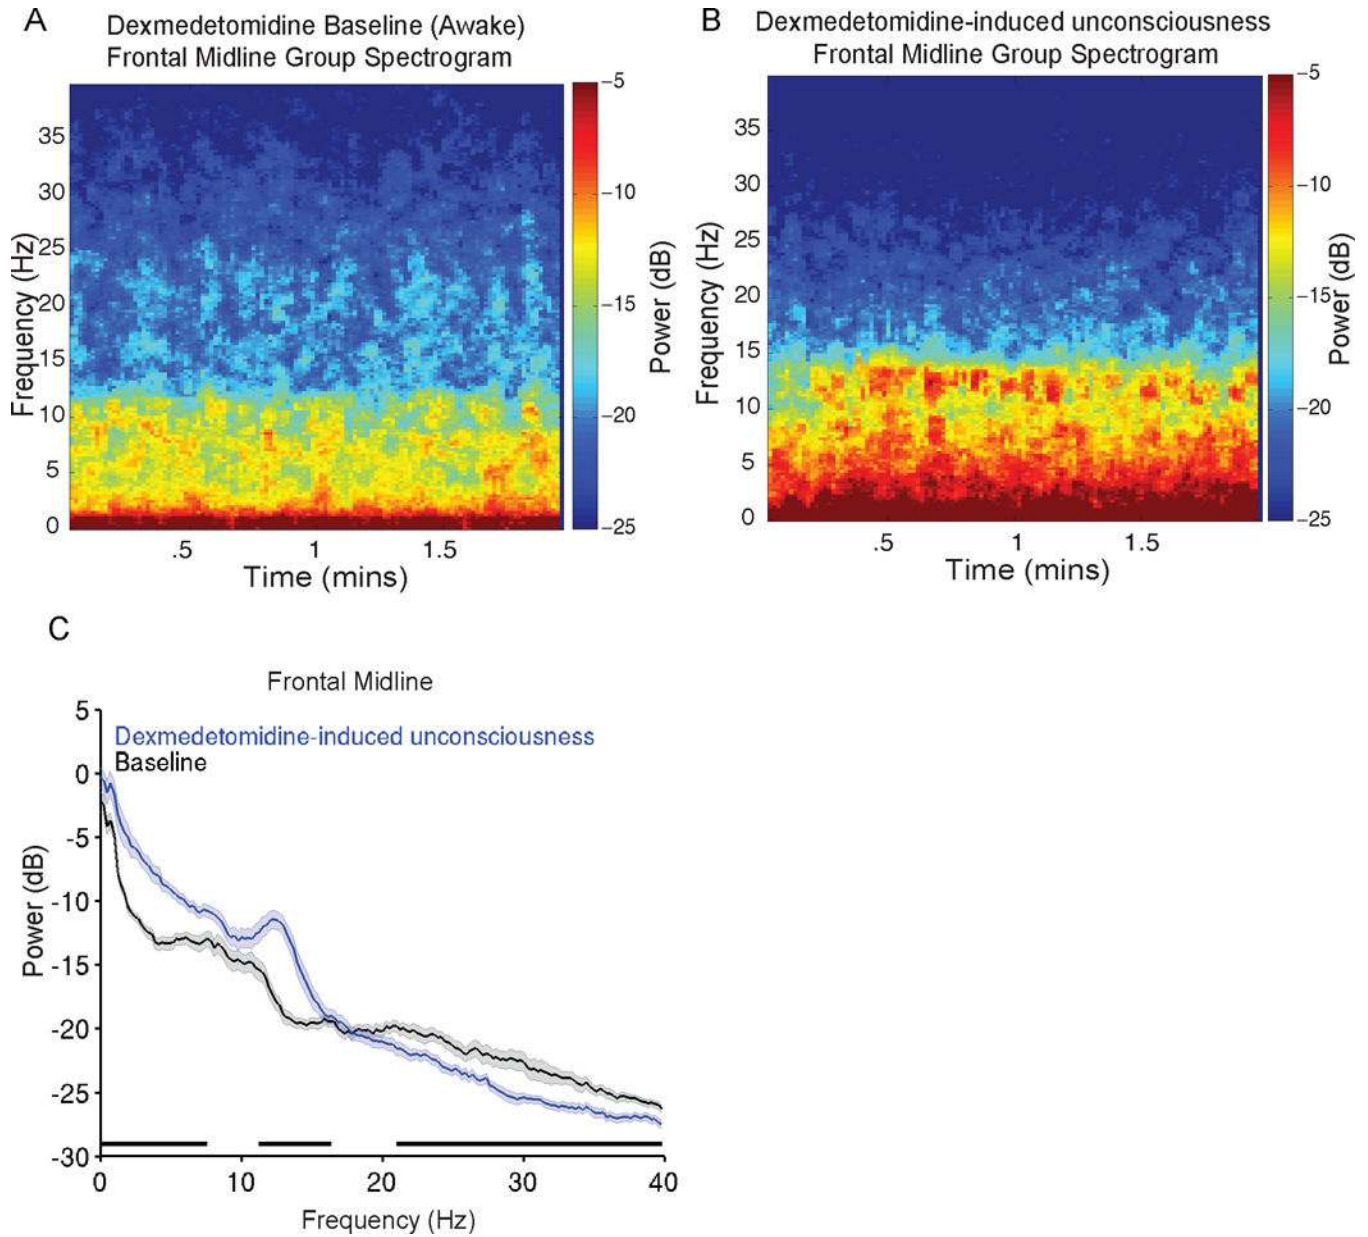 A
Dexmedetomidine Baseline (Awake)
Frontal Midline Group Spectrogram
Frequency (Hz)
35
30
25
20
15
10
5
0
.5
1
1.5
Time (mins)
-5
-10
-15
-20
-25
Power (dB)
B
Dexmedetomidine-induced unconsciousness
Frontal Midline Group Spectrogram
Frequency (Hz)
35
30
25
20
15
10
5
0
.5
1
1.5
Time (mins)
-5
-10
-15
-20
-25
Power (dB)
C
Frontal Midline
Dexmedetomidine-induced unconsciousness
Baseline
Power (dB)
5
0
-5
-10
-15
-20
-25
-30
0
10
20
30
40
Frequency (Hz)